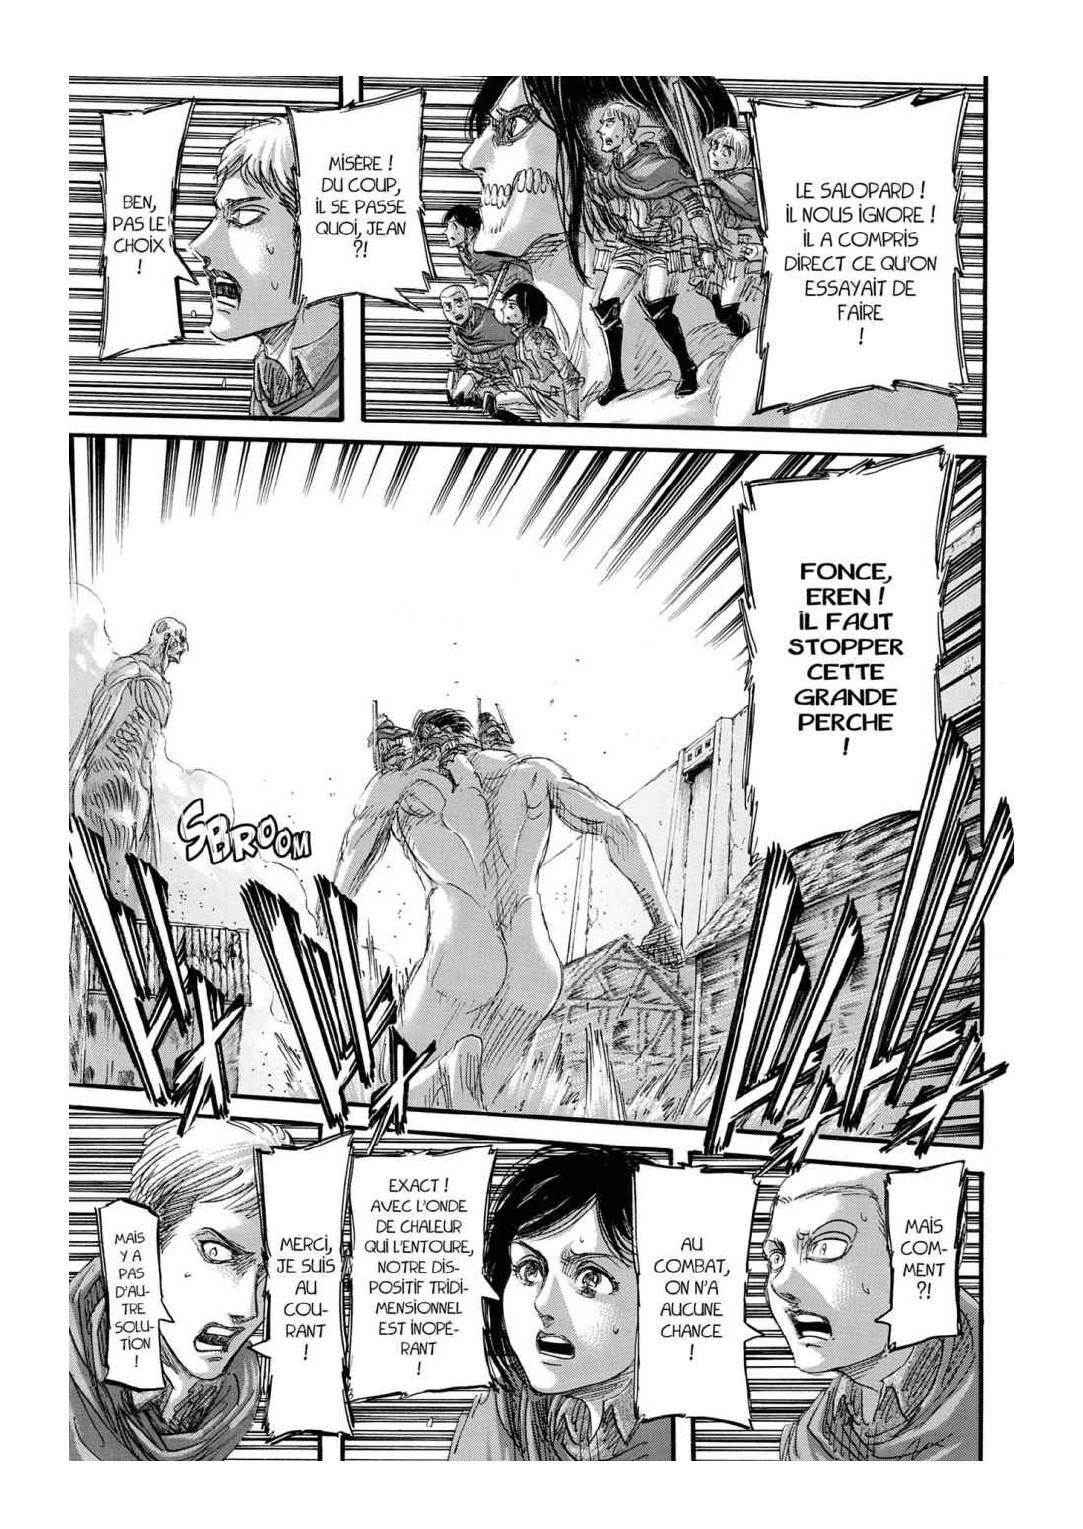 LE SALOPARD !
IL NOUS IGNORE !
IL A COMPRIS
DIRECT CE QU'ON
ESSAYAIT DE
FAIRE
!
MISÈRE !
DU COUP,
IL SE PASSE
QUOI, JEAN
?!
BEN,
PAS LE
CHOIX
!
FONCE,
EREN !
IL FAUT
STOPPER
CETTE
GRANDE
PERCHE
!
SBROOM
MAIS
COM-
MENT
?!
AU
COMBAT,
ON N'A
AUCUNE
CHANCE
!
EXACT !
AVEC L'ONDE
DE CHALEUR
QUI L'ENTOURE,
NOTRE DIS-
POSITIF TRIDI-
MENSIONNEL
EST INOPÉ-
RANT
!
MERCI,
JE SUIS
AU
COU-
RANT
!
MAIS
Y A
PAS
D'AU-
TRE
SOLU-
TION
!